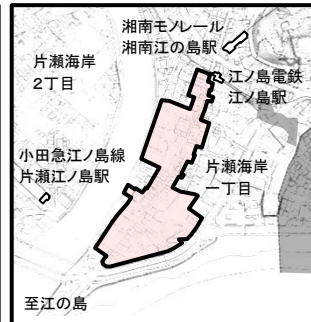 湘南モノレール
湘南江の島駅
片瀬海岸
2丁目
江ノ島電鉄
江ノ島駅
小田急江ノ島線
片瀬江ノ島駅
片瀬海岸
一丁目
至江の島